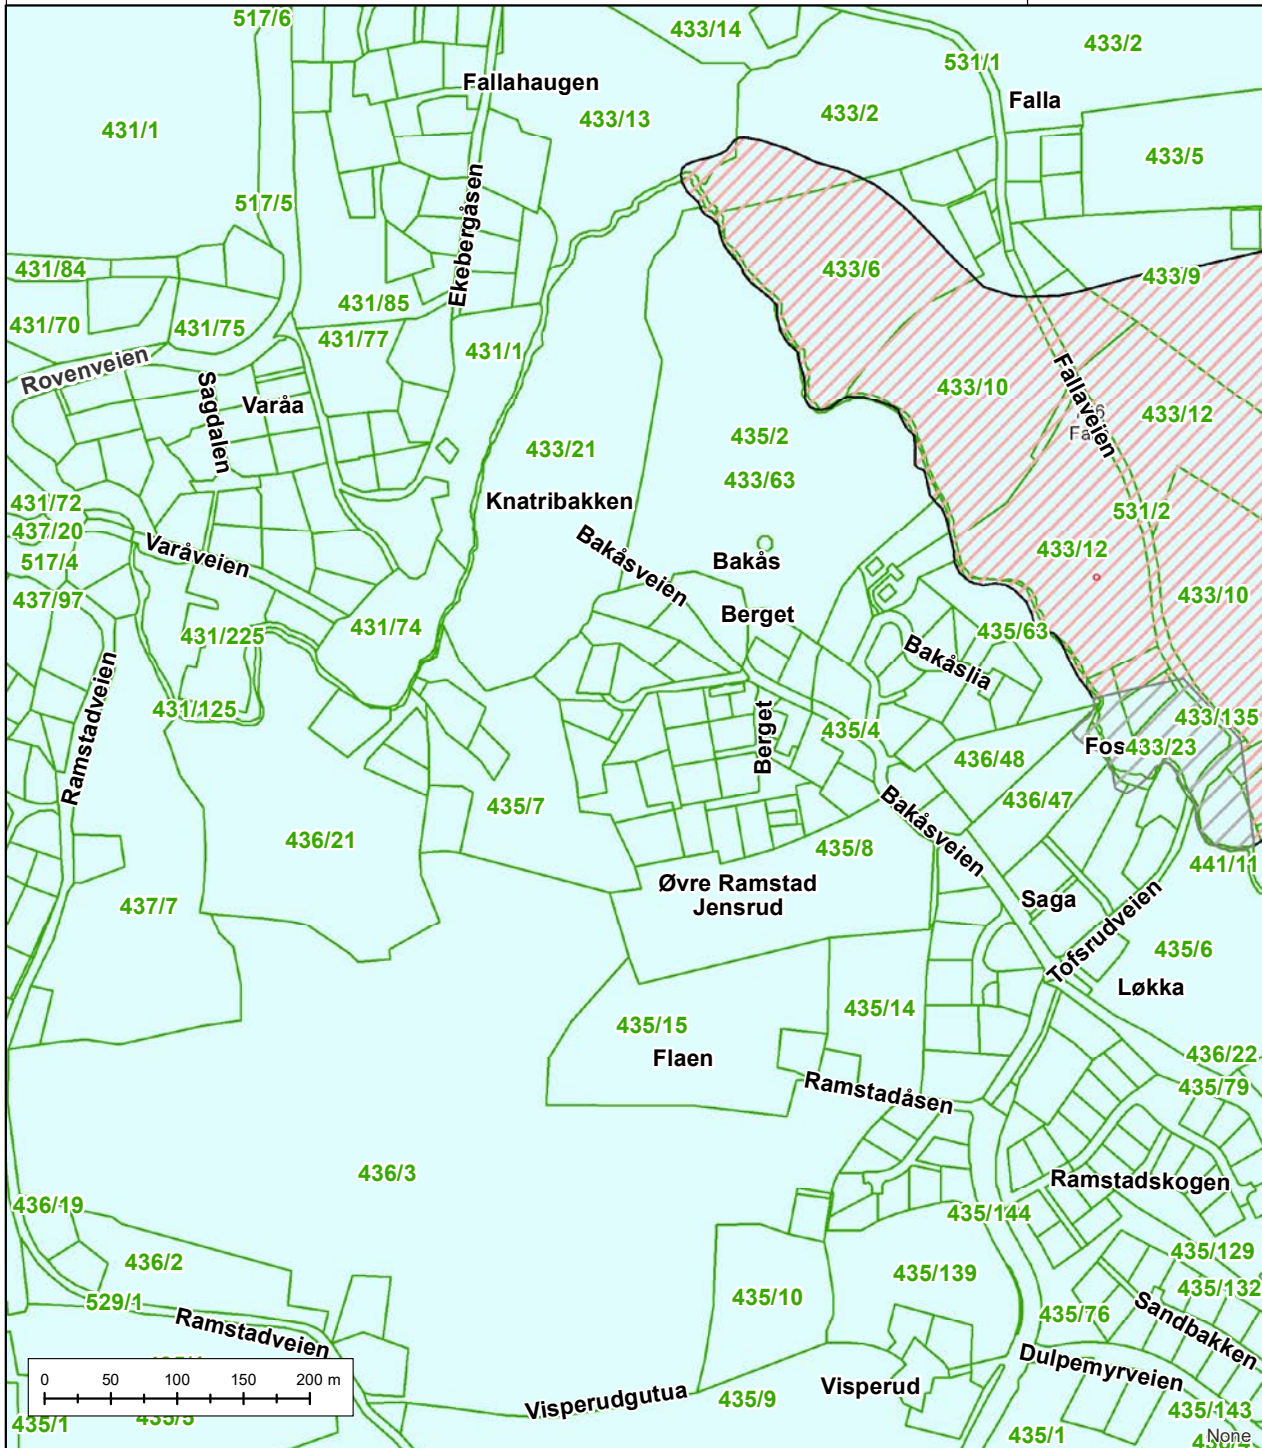 517/6
433/14
433/2
531/1
Fallahaugen
Falla
433/13
433/2
431/1
433/5
517/5
Ekebergåsen
431/84
433/6
433/9
431/85
431/70
431/75
431/77
431/1
Rovenveien
Sagdalen
Varåa
433/10
Fallaveien
433/12
435/2
433/21
433/63
Knatribakken
431/72
437/20
517/4
Varåveien
Bakåsveien
Bakås
531/2
433/12
437/97
433/10
Berget
431/74
431/225
435/63
Bakåslia
Ramstadveien
431/125
Berget
435/4
433/135
433/23
436/48
435/7
436/47
Bakåsveien
436/21
435/8
441/11
Øvre Ramstad
Jensrud
Saga
437/7
Tofsrudveien
435/6
Løkka
435/14
435/15
Flaen
436/22
435/79
Ramstadåsen
436/3
Ramstadskogen
436/19
435/144
435/129
436/2
435/139
435/132
435/10
529/1
435/76
Sandbakken
Ramstadveien
Dulpemyrveien
0 50 100 150 200 m
Visperudgutua
435/9
Visperud
435/143
435/1
435/5
435/1
None